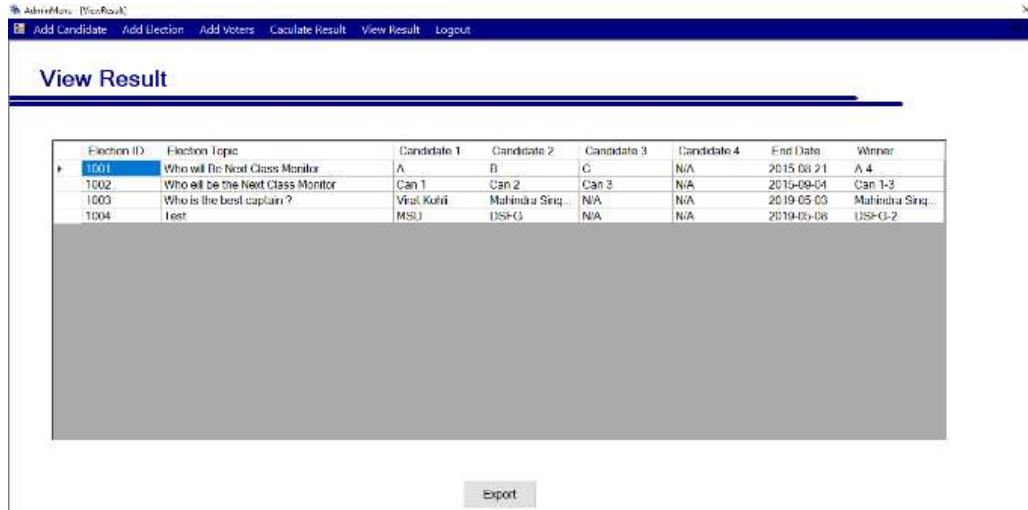 AdminMenu - [ViewResult]
Add Candidate Add Election Add Voters Caculate Result View Result Logout
View Result
Election ID Election Topic Candidate 1 Candidate 2 Candidate 3 Candidate 4 End Date Winner
1001 Who will Be Next Class Monitor A B C N/A 2015-08-21 A-4
1002 Who eill be the Next Class Monitor Can 1 Can 2 Can 3 N/A 2015-09-04 Can 1-3
1003 Who is the best captain ? Virat Kohli Mahindra Sing... N/A N/A 2019-05-03 Mahindra Sing...
1004 Test MSD DSFG N/A N/A 2019-05-08 DSFG-2
Export